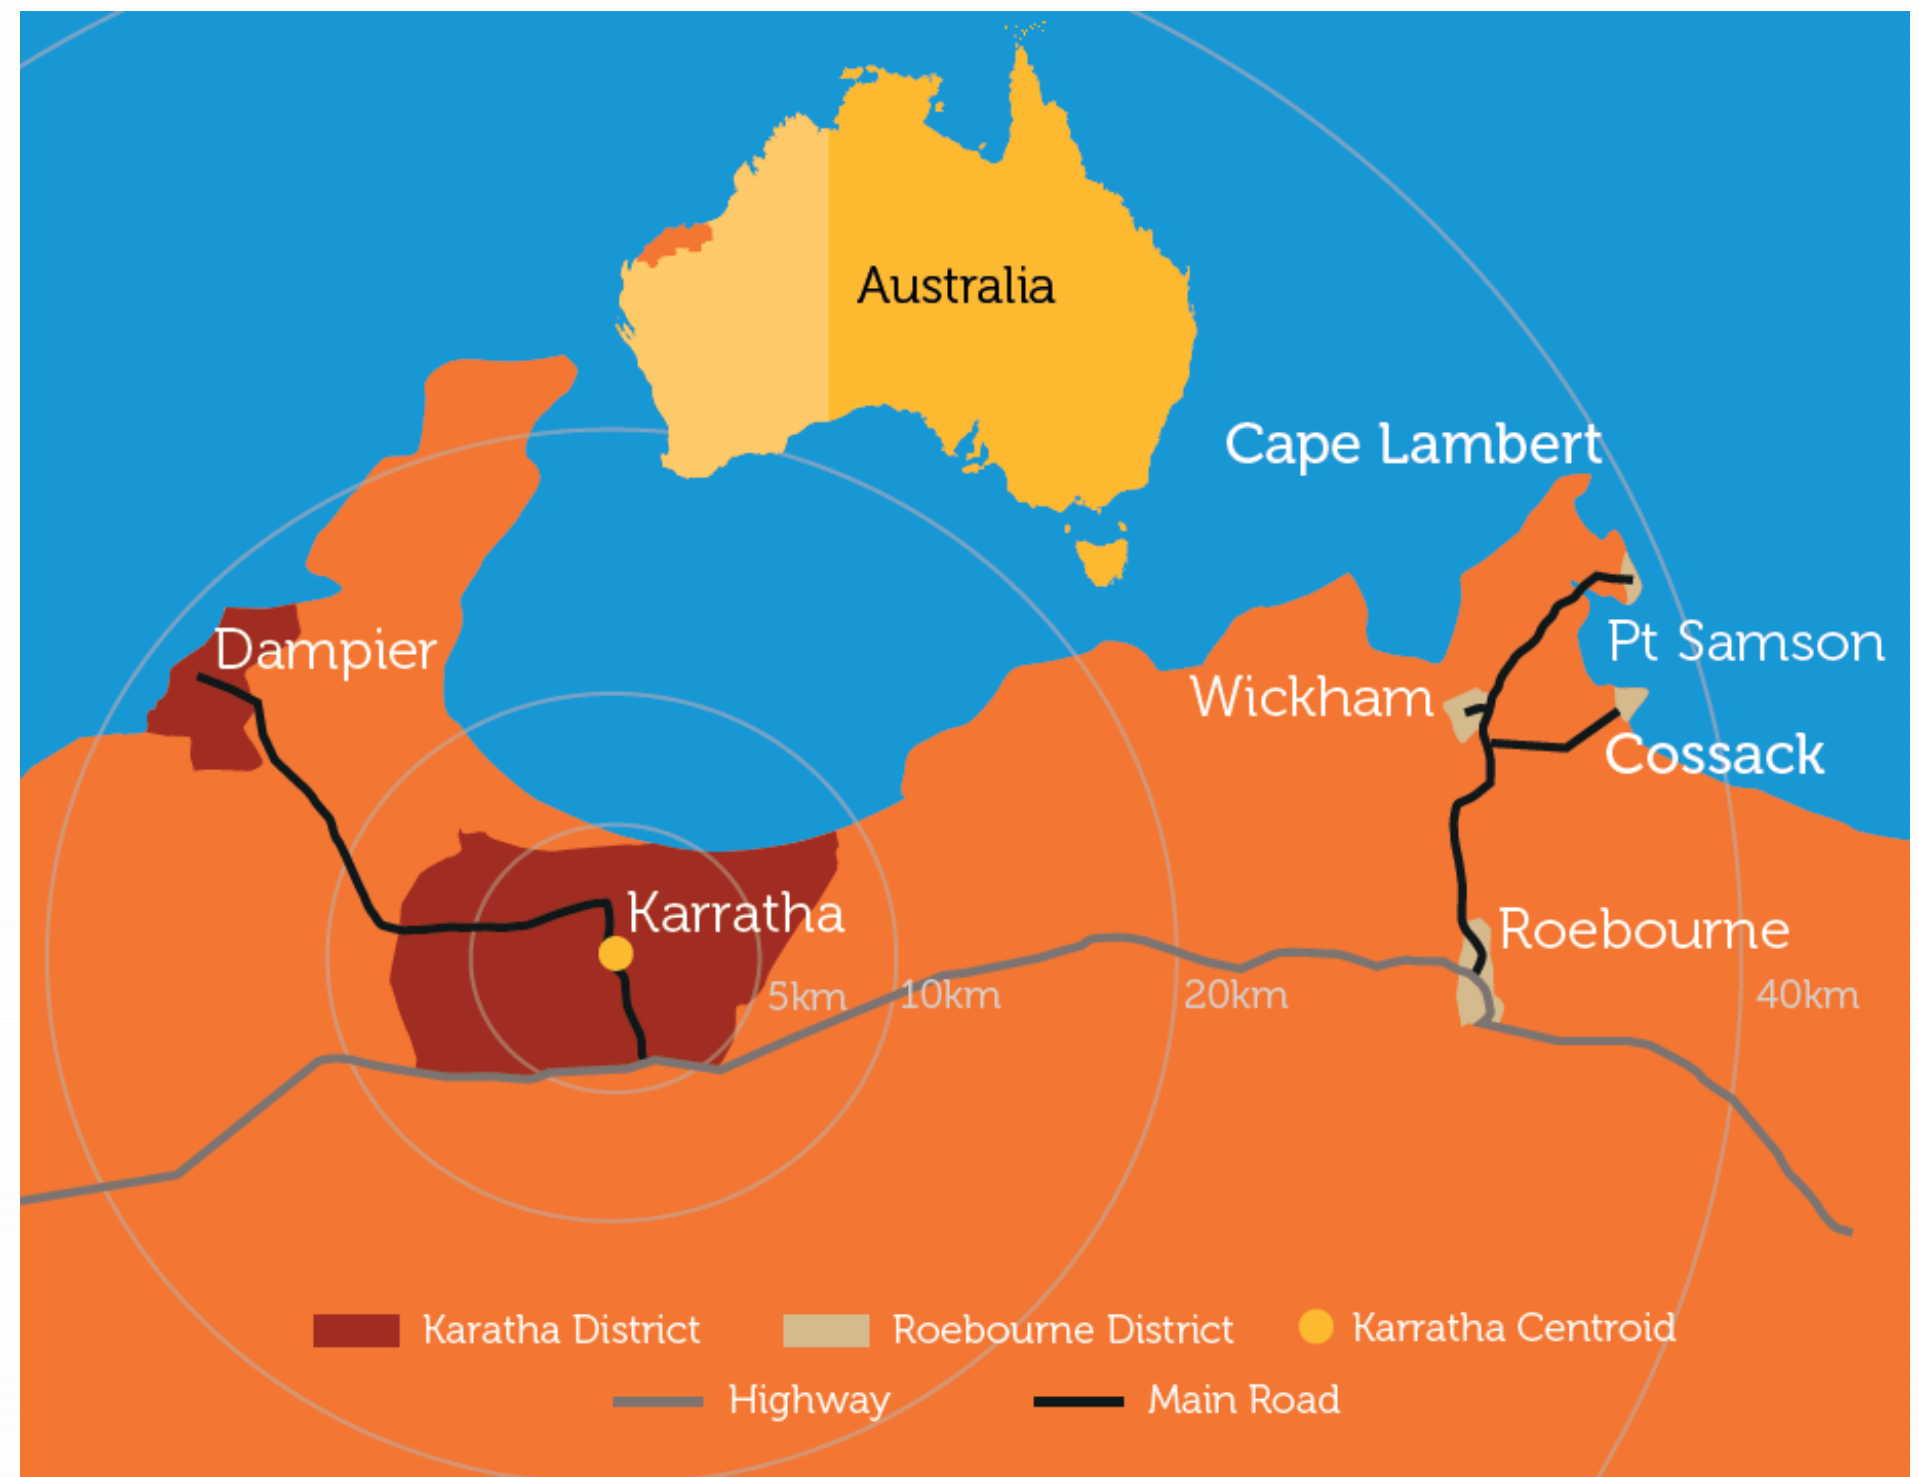 Australia
Cape Lambert
Dampier
Pt Samson
Wickham
Cossack
Karratha
Roebourne
5km
10km
20km
40km
Karatha District
Roebourne District
Karratha Centroid
Highway
Main Road